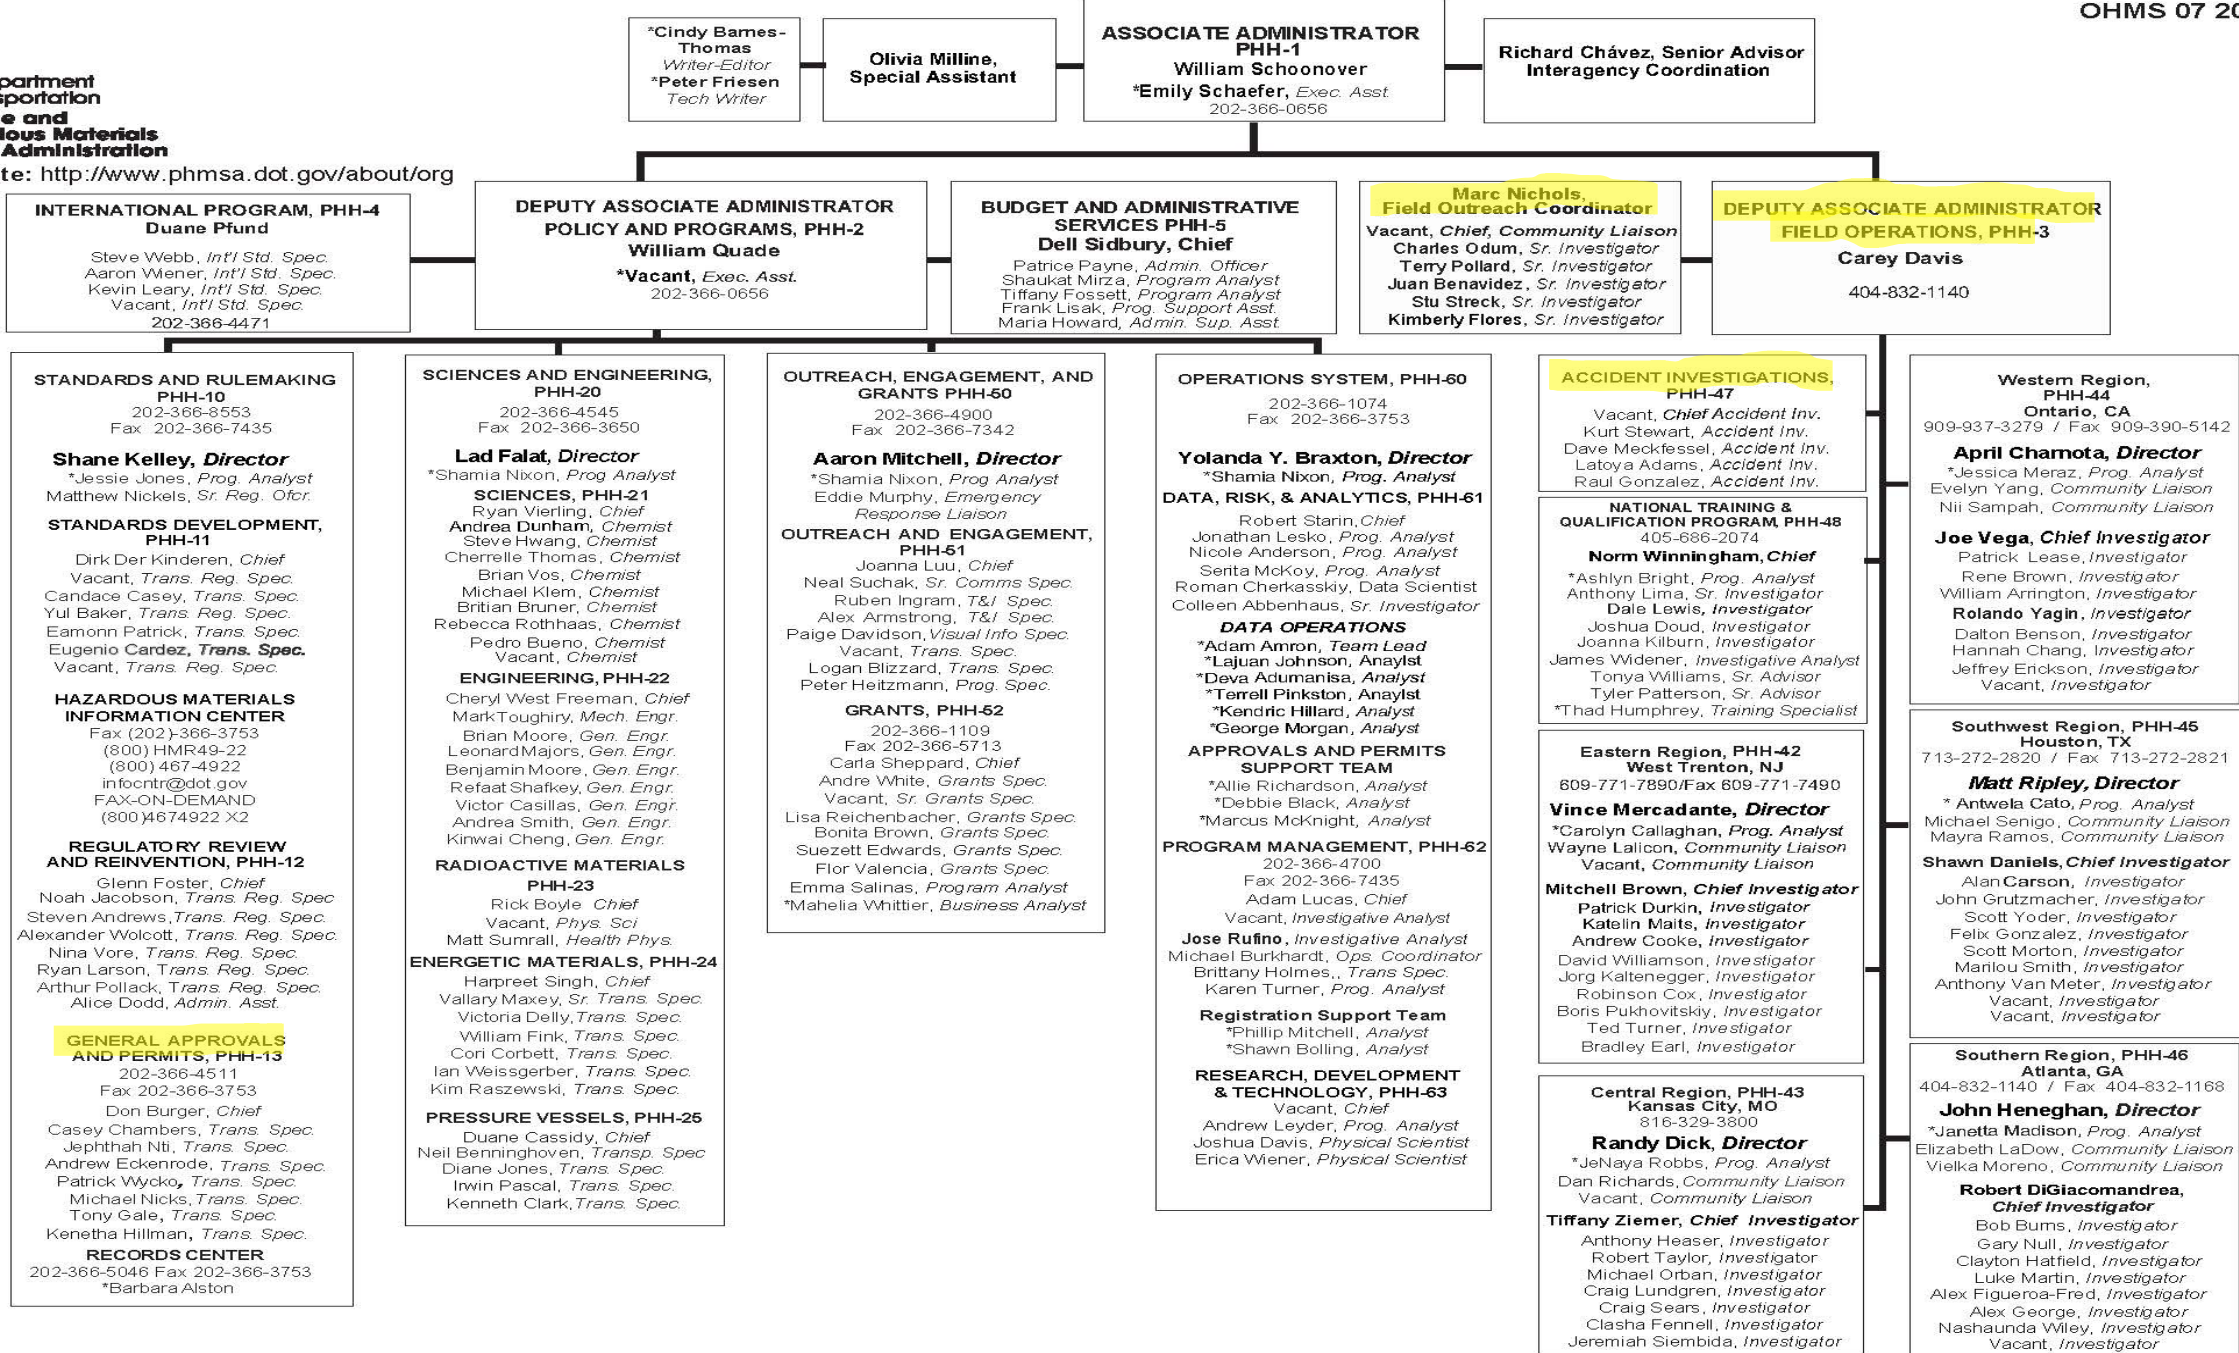 OHMS 07 20
*Cindy Barnes-
Thomas
Writer-Editor
*Peter Friesen
Tech Writer
Olivia Milline,
Special Assistant
ASSOCIATE ADMINISTRATOR
PHH-1
William Schoonover
*Emily Schaefer, Exec. Asst.
202-366-0656
Richard Chávez, Senior Advisor
Interagency Coordination
partment
sportation
e and
dous Materials
Administration
te: http://www.phmsa.dot.gov/about/org
INTERNATIONAL PROGRAM, PHH-4
Duane Pfund
Steve Webb, Int'l Std. Spec.
Aaron Wiener, Int'l Std. Spec.
Kevin Leary, Int'l Std. Spec.
Vacant, Int'l Std. Spec.
202-366-4471
DEPUTY ASSOCIATE ADMINISTRATOR
POLICY AND PROGRAMS, PHH-2
William Quade
*Vacant, Exec. Asst.
202-366-0656
BUDGET AND ADMINISTRATIVE
SERVICES PHH-5
Dell Sidbury, Chief
Patrice Payne, Admin. Officer
Shaukat Mirza, Program Analyst
Tiffany Fossett, Program Analyst
Frank Lisak, Prog. Support Asst.
Maria Howard, Admin. Sup. Asst.
Marc Nichols,
Field Outreach Coordinator
Vacant, Chief, Community Liaison
Charles Odum, Sr. Investigator
Terry Pollard, Sr. Investigator
Juan Benavidez, Sr. Investigator
Stu Streck, Sr. Investigator
Kimberly Flores, Sr. Investigator
DEPUTY ASSOCIATE ADMINISTRATOR
FIELD OPERATIONS, PHH-3
Carey Davis
404-832-1140
STANDARDS AND RULEMAKING
PHH-10
202-366-8553
Fax 202-366-7435
Shane Kelley, Director
*Jessie Jones, Prog. Analyst
Matthew Nickels, Sr. Reg. Ofcr.
STANDARDS DEVELOPMENT,
PHH-11
Dirk Der Kinderen, Chief
Vacant, Trans. Reg. Spec.
Candace Casey, Trans. Spec.
Yul Baker, Trans. Reg. Spec.
Eamonn Patrick, Trans. Spec.
Eugenio Cardez, Trans. Spec.
Vacant, Trans. Reg. Spec.
HAZARDOUS MATERIALS
INFORMATION CENTER
Fax (202)-366-3753
(800) HMR49-22
(800) 467-4922
infocntr@dot.gov
FAX-ON-DEMAND
(800)4674922 X2
REGULATORY REVIEW
AND REINVENTION, PHH-12
Glenn Foster, Chief
Noah Jacobson, Trans. Reg. Spec
Steven Andrews,Trans. Reg. Spec.
Alexander Wolcott, Trans. Reg. Spec.
Nina Vore, Trans. Reg. Spec.
Ryan Larson, Trans. Reg. Spec.
Arthur Pollack, Trans. Reg. Spec.
Alice Dodd, Admin. Asst.
GENERAL APPROVALS
AND PERMITS, PHH-13
202-366-4511
Fax 202-366-3753
Don Burger, Chief
Casey Chambers, Trans. Spec.
Jephthah Nti, Trans. Spec.
Andrew Eckenrode, Trans. Spec.
Patrick Wycko, Trans. Spec.
Michael Nicks, Trans. Spec.
Tony Gale, Trans. Spec.
Kenetha Hillman, Trans. Spec.
RECORDS CENTER
202-366-5046 Fax 202-366-3753
*Barbara Alston
SCIENCES AND ENGINEERING,
PHH-20
202-366-4545
Fax 202-366-3650
Lad Falat, Director
*Shamia Nixon, Prog Analyst
SCIENCES, PHH-21
Ryan Vierling, Chief
Andrea Dunham, Chemist
Steve Hwang, Chemist
Cherrelle Thomas, Chemist
Brian Vos, Chemist
Michael Klem, Chemist
Britian Bruner, Chemist
Rebecca Rothhaas, Chemist
Pedro Bueno, Chemist
Vacant, Chemist
ENGINEERING, PHH-22
Cheryl West Freeman, Chief
MarkToughiry, Mech. Engr.
Brian Moore, Gen. Engr.
LeonardMajors, Gen. Engr.
Benjamin Moore, Gen. Engr.
Refaat Shafkey, Gen. Engr.
Victor Casillas, Gen. Engr.
Andrea Smith, Gen. Engr.
Kinwai Cheng, Gen. Engr.
RADIOACTIVE MATERIALS
PHH-23
Rick Boyle Chief
Vacant, Phys. Sci
Matt Sumrall, Health Phys.
ENERGETIC MATERIALS, PHH-24
Harpreet Singh, Chief
Vallary Maxey, Sr. Trans. Spec.
Victoria Delly,Trans. Spec.
William Fink, Trans. Spec.
Cori Corbett, Trans. Spec.
Ian Weissgerber, Trans. Spec.
Kim Raszewski, Trans. Spec.
PRESSURE VESSELS, PHH-25
Duane Cassidy, Chief
Neil Benninghoven, Transp. Spec
Diane Jones, Trans. Spec.
Irwin Pascal, Trans. Spec.
Kenneth Clark,Trans. Spec.
OUTREACH, ENGAGEMENT, AND
GRANTS PHH-50
202-366-4900
Fax 202-366-7342
Aaron Mitchell, Director
*Shamia Nixon, Prog Analyst
Eddie Murphy, Emergency
Response Liaison
OUTREACH AND ENGAGEMENT,
PHH-51
Joanna Luu, Chief
Neal Suchak, Sr. Comms Spec.
Ruben Ingram, T&I Spec.
Alex Armstrong, T&I Spec.
Paige Davidson,Visual Info Spec.
Vacant, Trans. Spec.
Logan Blizzard, Trans. Spec.
Peter Heitzmann, Prog. Spec.
GRANTS, PHH-52
202-366-1109
Fax 202-366-5713
Carla Sheppard, Chief
Andre White, Grants Spec.
Vacant, Sr. Grants Spec.
Lisa Reichenbacher, Grants Spec.
Bonita Brown, Grants Spec.
Suezett Edwards, Grants Spec.
Flor Valencia, Grants Spec.
Emma Salinas, Program Analyst
*Mahelia Whittier, Business Analyst
OPERATIONS SYSTEM, PHH-60
202-366-1074
Fax 202-366-3753
Yolanda Y. Braxton, Director
*Shamia Nixon, Prog. Analyst
DATA, RISK, & ANALYTICS, PHH-61
Robert Starin,Chief
Jonathan Lesko, Prog. Analyst
Nicole Anderson, Prog. Analyst
Serita McKoy, Prog. Analyst
Roman Cherkasskiy, Data Scientist
Colleen Abbenhaus, Sr. Investigator
DATA OPERATIONS
*Adam Amron, Team Lead
*Lajuan Johnson, Anaylst
*Deva Adumanisa, Analyst
*Terrell Pinkston, Anaylst
*Kendric Hillard, Analyst
*George Morgan, Analyst
APPROVALS AND PERMITS
SUPPORT TEAM
*Allie Richardson, Analyst
*Debbie Black, Analyst
*Marcus McKnight, Analyst
PROGRAM MANAGEMENT, PHH-62
202-366-4700
Fax 202-366-7435
Adam Lucas, Chief
Vacant, Investigative Analyst
Jose Rufino, Investigative Analyst
Michael Burkhardt, Ops. Coordinator
Brittany Holmes,, Trans Spec.
Karen Turner, Prog. Analyst
Registration Support Team
*Phillip Mitchell, Analyst
*Shawn Bolling, Analyst
RESEARCH, DEVELOPMENT
& TECHNOLOGY, PHH-63
Vacant, Chief
Andrew Leyder, Prog. Analyst
Joshua Davis, Physical Scientist
Erica Wiener, Physical Scientist
ACCIDENT INVESTIGATIONS,
PHH-47
Vacant, Chief Accident Inv.
Kurt Stewart, Accident Inv.
Dave Meckfessel, Accident Inv.
Latoya Adams, Accident Inv.
Raul Gonzalez, Accident Inv.
NATIONAL TRAINING &
QUALIFICATION PROGRAM, PHH-48
405-686-2074
Norm Winningham, Chief
*Ashlyn Bright, Prog. Analyst
Anthony Lima, Sr. Investigator
Dale Lewis, Investigator
Joshua Doud, Investigator
Joanna Kilburn, Investigator
James Widener, Investigative Analyst
Tonya Williams, Sr. Advisor
Tyler Patterson, Sr. Advisor
*Thad Humphrey, Training Specialist
Eastern Region, PHH-42
West Trenton, NJ
609-771-7890/Fax 609-771-7490
Vince Mercadante, Director
*Carolyn Callaghan, Prog. Analyst
Wayne Lalicon, Community Liaison
Vacant, Community Liaison
Mitchell Brown, Chief Investigator
Patrick Durkin, Investigator
Katelin Maits, Investigator
Andrew Cooke, Investigator
David Williamson, Investigator
Jorg Kaltenegger, Investigator
Robinson Cox, Investigator
Boris Pukhovitskiy, Investigator
Ted Turner, Investigator
Bradley Earl, Investigator
Central Region, PHH-43
Kansas City, MO
816-329-3800
Randy Dick, Director
*JeNaya Robbs, Prog. Analyst
Dan Richards, Community Liaison
Vacant, Community Liaison
Tiffany Ziemer, Chief Investigator
Anthony Heaser, Investigator
Robert Taylor, Investigator
Michael Orban, Investigator
Craig Lundgren, Investigator
Craig Sears, Investigator
Clasha Fennell, Investigator
Jeremiah Siembida, Investigator
Western Region,
PHH-44
Ontario, CA
909-937-3279 / Fax 909-390-5142
April Charnota, Director
*Jessica Meraz, Prog. Analyst
Evelyn Yang, Community Liaison
Nii Sampah, Community Liaison
Joe Vega, Chief Investigator
Patrick Lease, Investigator
Rene Brown, Investigator
William Arrington, Investigator
Rolando Yagin, Investigator
Dalton Benson, Investigator
Hannah Chang, Investigator
Jeffrey Erickson, Investigator
Vacant, Investigator
Southwest Region, PHH-45
Houston, TX
713-272-2820 / Fax 713-272-2821
Matt Ripley, Director
* Antwela Cato, Prog. Analyst
Michael Senigo, Community Liaison
Mayra Ramos, Community Liaison
Shawn Daniels, Chief Investigator
Alan Carson, Investigator
John Grutzmacher, Investigator
Scott Yoder, Investigator
Felix Gonzalez, Investigator
Scott Morton, Investigator
Marilou Smith, Investigator
Anthony Van Meter, Investigator
Vacant, Investigator
Vacant, Investigator
Southern Region, PHH-46
Atlanta, GA
404-832-1140 / Fax 404-832-1168
John Heneghan, Director
*Janetta Madison, Prog. Analyst
Elizabeth LaDow, Community Liaison
Vielka Moreno, Community Liaison
Robert DiGiacomandrea,
Chief Investigator
Bob Burns, Investigator
Gary Null, Investigator
Clayton Hatfield, Investigator
Luke Martin, Investigator
Alex Figueroa-Fred, Investigator
Alex George, Investigator
Nashaunda Wiley, Investigator
Vacant, Investigator